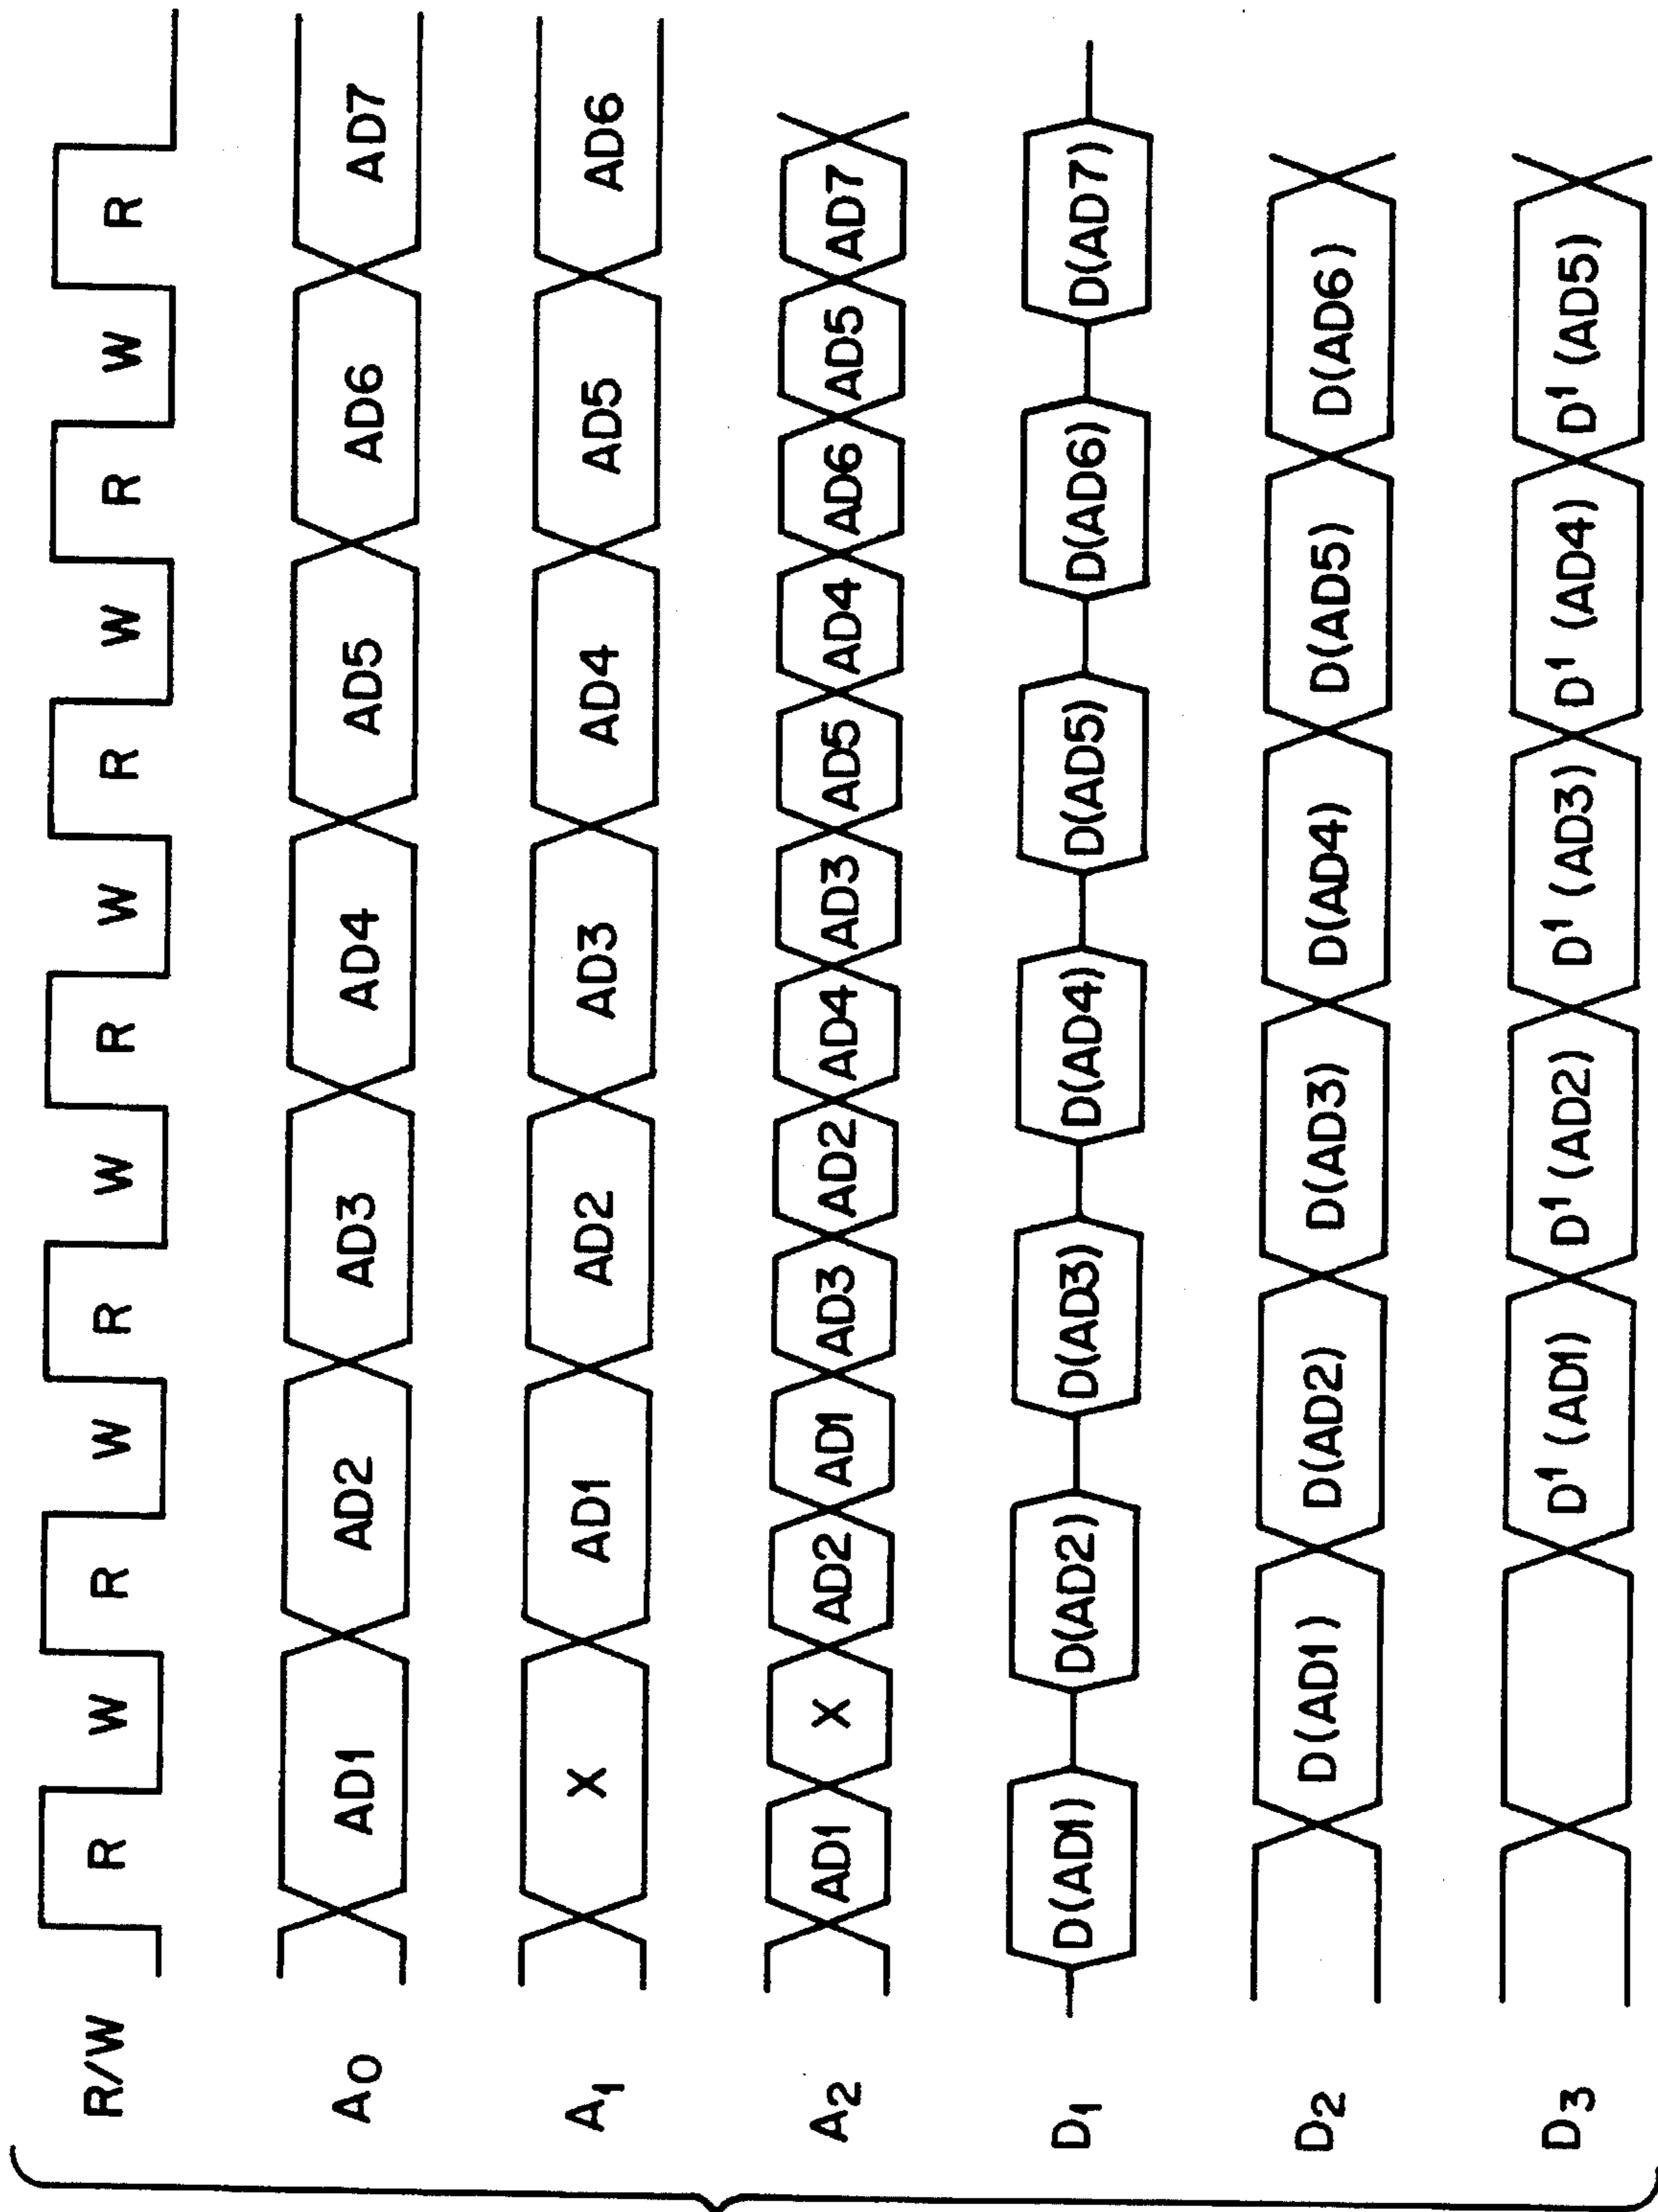 R/W R W R W R W R W R W R W R
A0 AD1 AD2 AD3 AD4 AD5 AD6 AD7
A1 X AD1 AD2 AD3 AD4 AD5 AD6
A2 AD1 X AD2 AD1 AD3 AD2 AD4 AD3 AD5 AD4 AD6 AD5 AD7
D1 D(AD1) D(AD2) D(AD3) D(AD4) D(AD5) D(AD6) D(AD7)
D2 D(AD1) D(AD2) D(AD3) D(AD4) D(AD5) D(AD6)
D3 D¹(AD1) D¹(AD2) D¹(AD3) D¹(AD4) D¹(AD5)